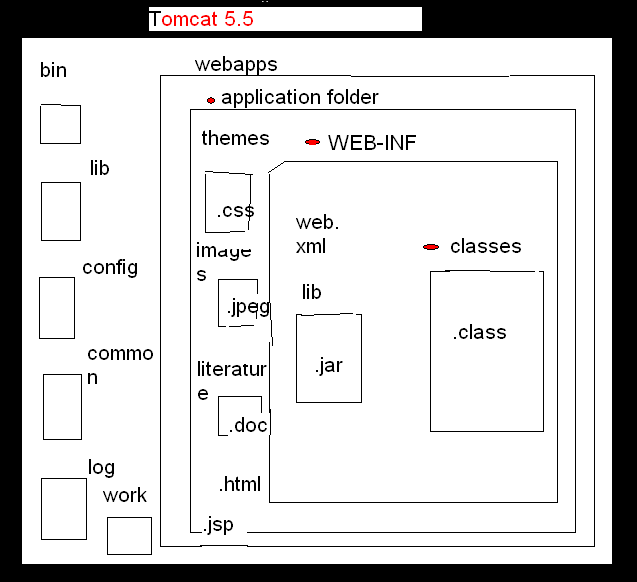 Tomcat 5.5
bin
webapps
application folder
themes
WEB-INF
lib
.css
web.
xml
images
classes
config
lib
.jpeg
.class
commo
n
literatur
e
.jar
.doc
log
work
.html
.jsp